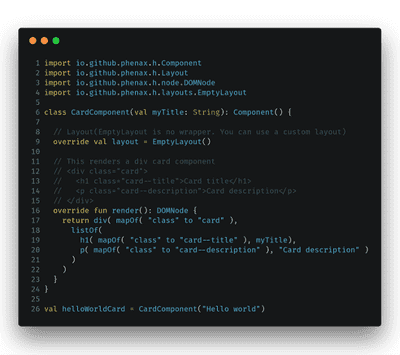 1 import io.github.phenax.h.Component
2 import io.github.phenax.h.Layout
3 import io.github.phenax.h.node.DOMNode
4 import io.github.phenax.h.layouts.EmptyLayout
5
6 class CardComponent(val myTitle: String): Component() {
7
8 // Layout(EmptyLayout is no wrapper. You can use a custom layout)
9 override val layout = EmptyLayout()
10
11 // This renders a div card component
12 // <div class="card">
13 //   <h1 class="card--title">Card title</h1>
14 //   <p class="card--description">Card description</p>
15 // </div>
16 override fun render(): DOMNode {
17 return div( mapOf( "class" to "card" ),
18 listOf(
19 h1( mapOf( "class" to "card--title" ), myTitle),
20 p( mapOf( "class" to "card--description" ), "Card description" )
21 )
22 )
23 }
24 }
25
26 val helloWorldCard = CardComponent("Hello world")